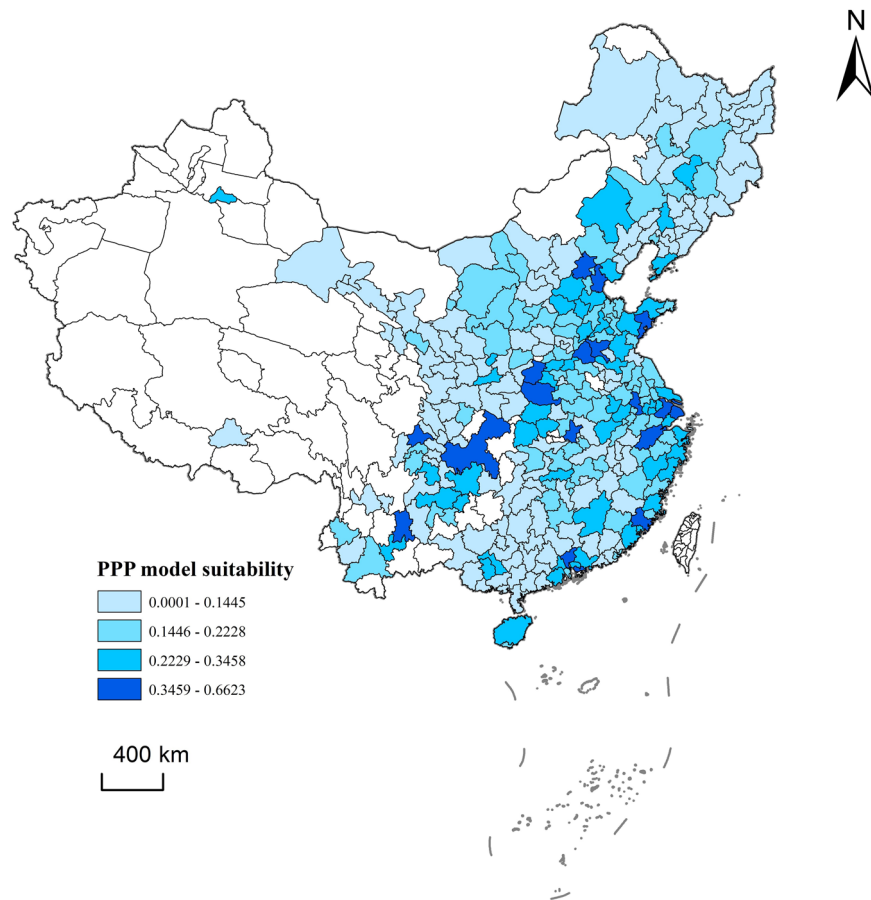 N
PPP model suitability
0.0001 - 0.1445
0.1446 - 0.2228
0.2229 - 0.3458
0.3459 - 0.6623
400 km